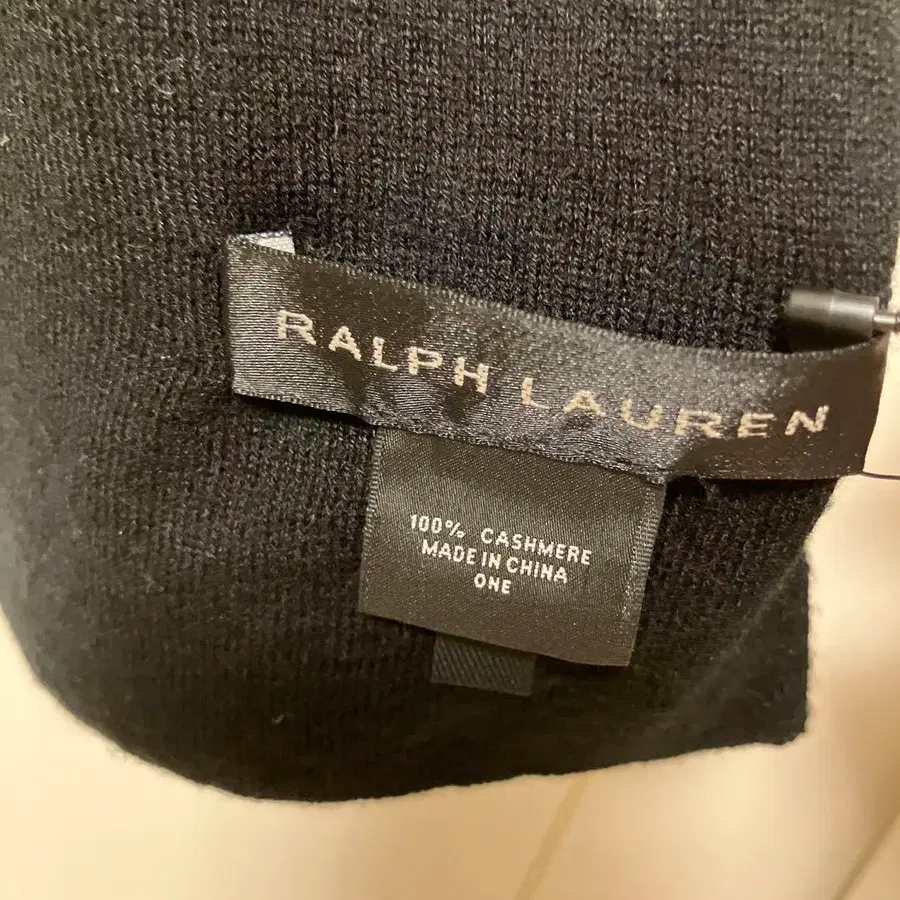 RALPH LAUREN
100% CASHMERE
MADE IN CHINA
ONE